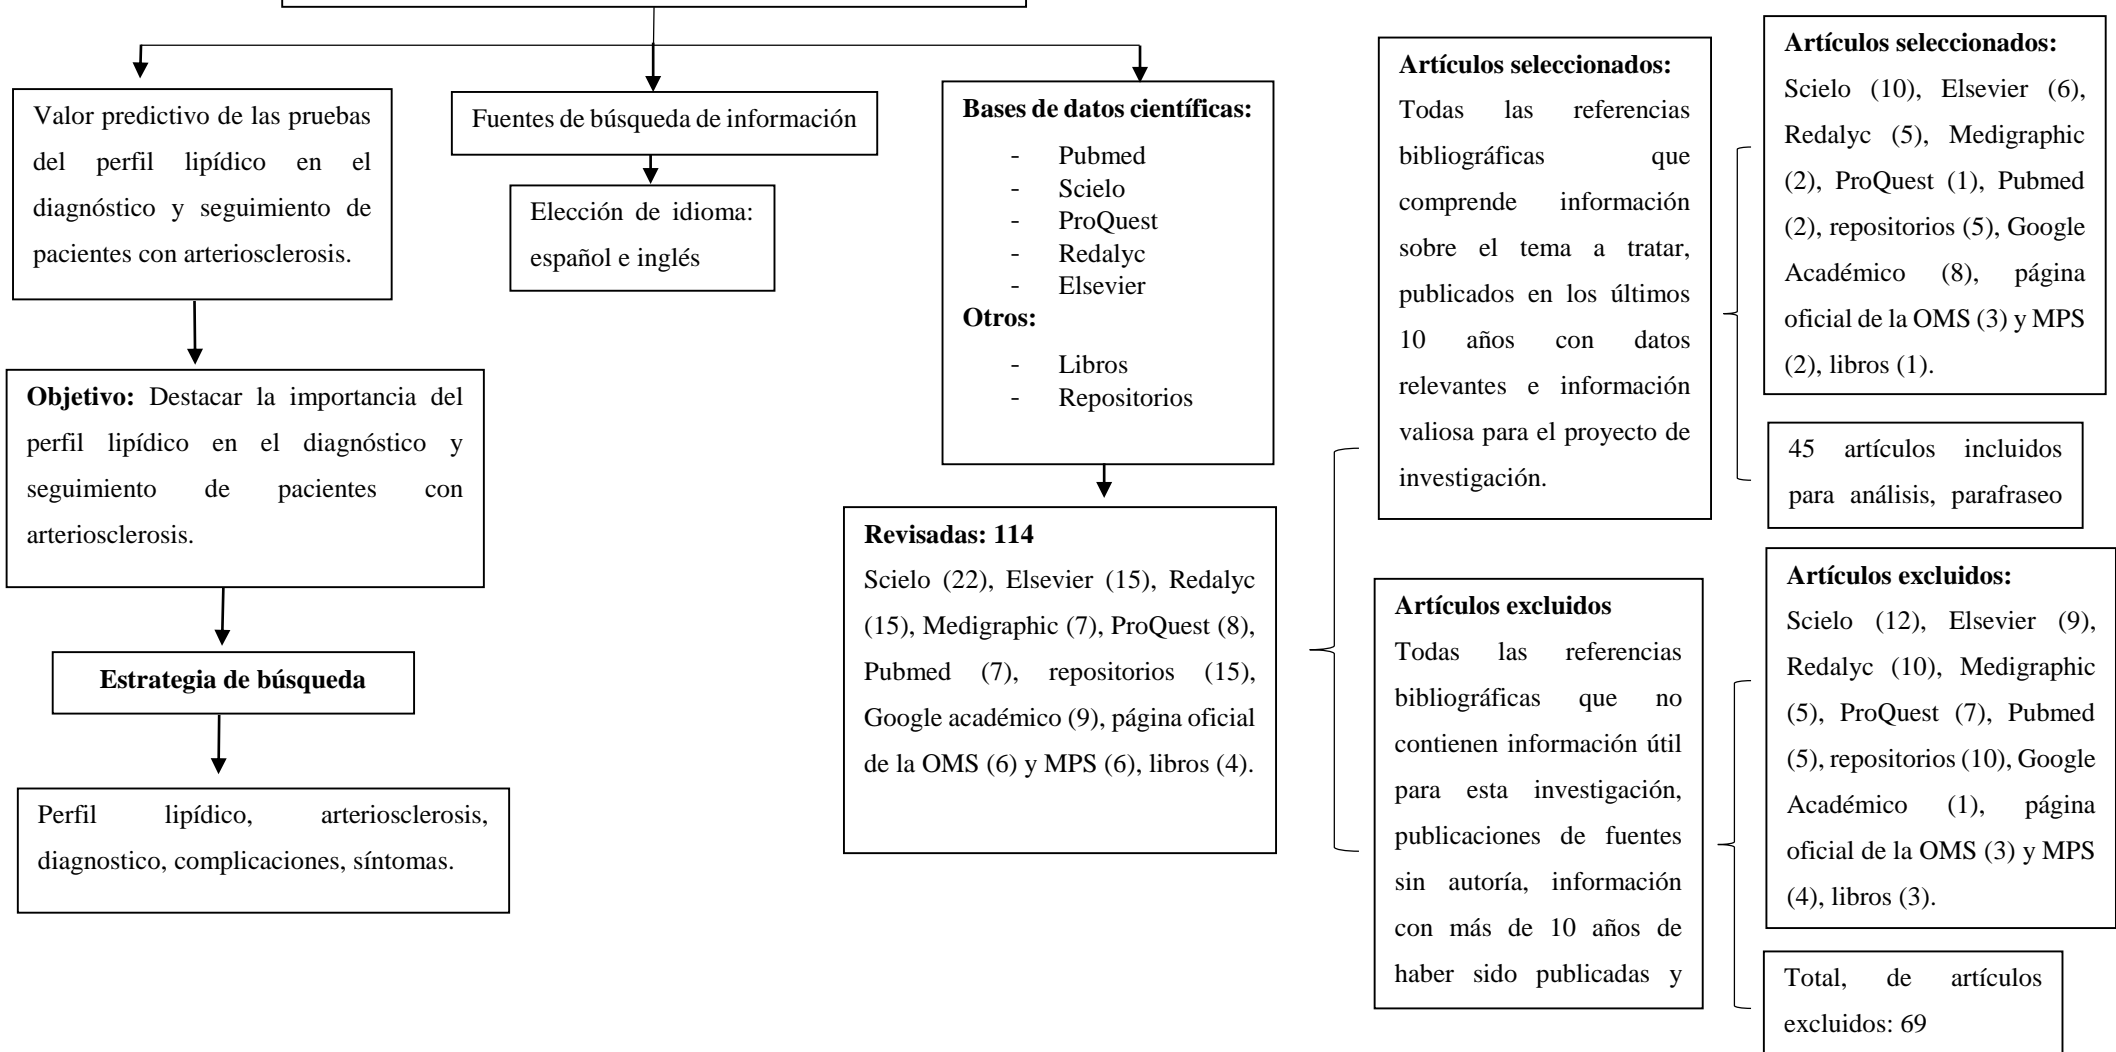 Valor predictivo de las pruebas
del perfil lipídico en el
diagnóstico y seguimiento de
pacientes con arteriosclerosis.
Objetivo: Destacar la importancia del
perfil lipídico en el diagnóstico y
seguimiento de pacientes con
arteriosclerosis.
Estrategia de búsqueda
Perfil lipídico, arteriosclerosis,
diagnostico, complicaciones, síntomas.
Fuentes de búsqueda de información
Elección de idioma:
español e inglés
Bases de datos científicas:
- Pubmed
- Scielo
- ProQuest
- Redalyc
- Elsevier
Otros:
- Libros
- Repositorios
Revisadas: 114
Scielo (22), Elsevier (15), Redalyc
(15), Medigraphic (7), ProQuest (8),
Pubmed (7), repositorios (15),
Google académico (9), página oficial
de la OMS (6) y MPS (6), libros (4).
Artículos seleccionados:
Todas las referencias
bibliográficas que
comprende información
sobre el tema a tratar,
publicados en los últimos
10 años con datos
relevantes e información
valiosa para el proyecto de
investigación.
Artículos excluidos
Todas las referencias
bibliográficas que no
contienen información útil
para esta investigación,
publicaciones de fuentes
sin autoría, información
con más de 10 años de
haber sido publicadas y
Artículos seleccionados:
Scielo (10), Elsevier (6),
Redalyc (5), Medigraphic
(2), ProQuest (1), Pubmed
(2), repositorios (5), Google
Académico (8), página
oficial de la OMS (3) y MPS
(2), libros (1).
45 artículos incluidos
para análisis, parafraseo
Artículos excluidos:
Scielo (12), Elsevier (9),
Redalyc (10), Medigraphic
(5), ProQuest (7), Pubmed
(5), repositorios (10), Google
Académico (1), página
oficial de la OMS (3) y MPS
(4), libros (3).
Total, de artículos
excluidos: 69